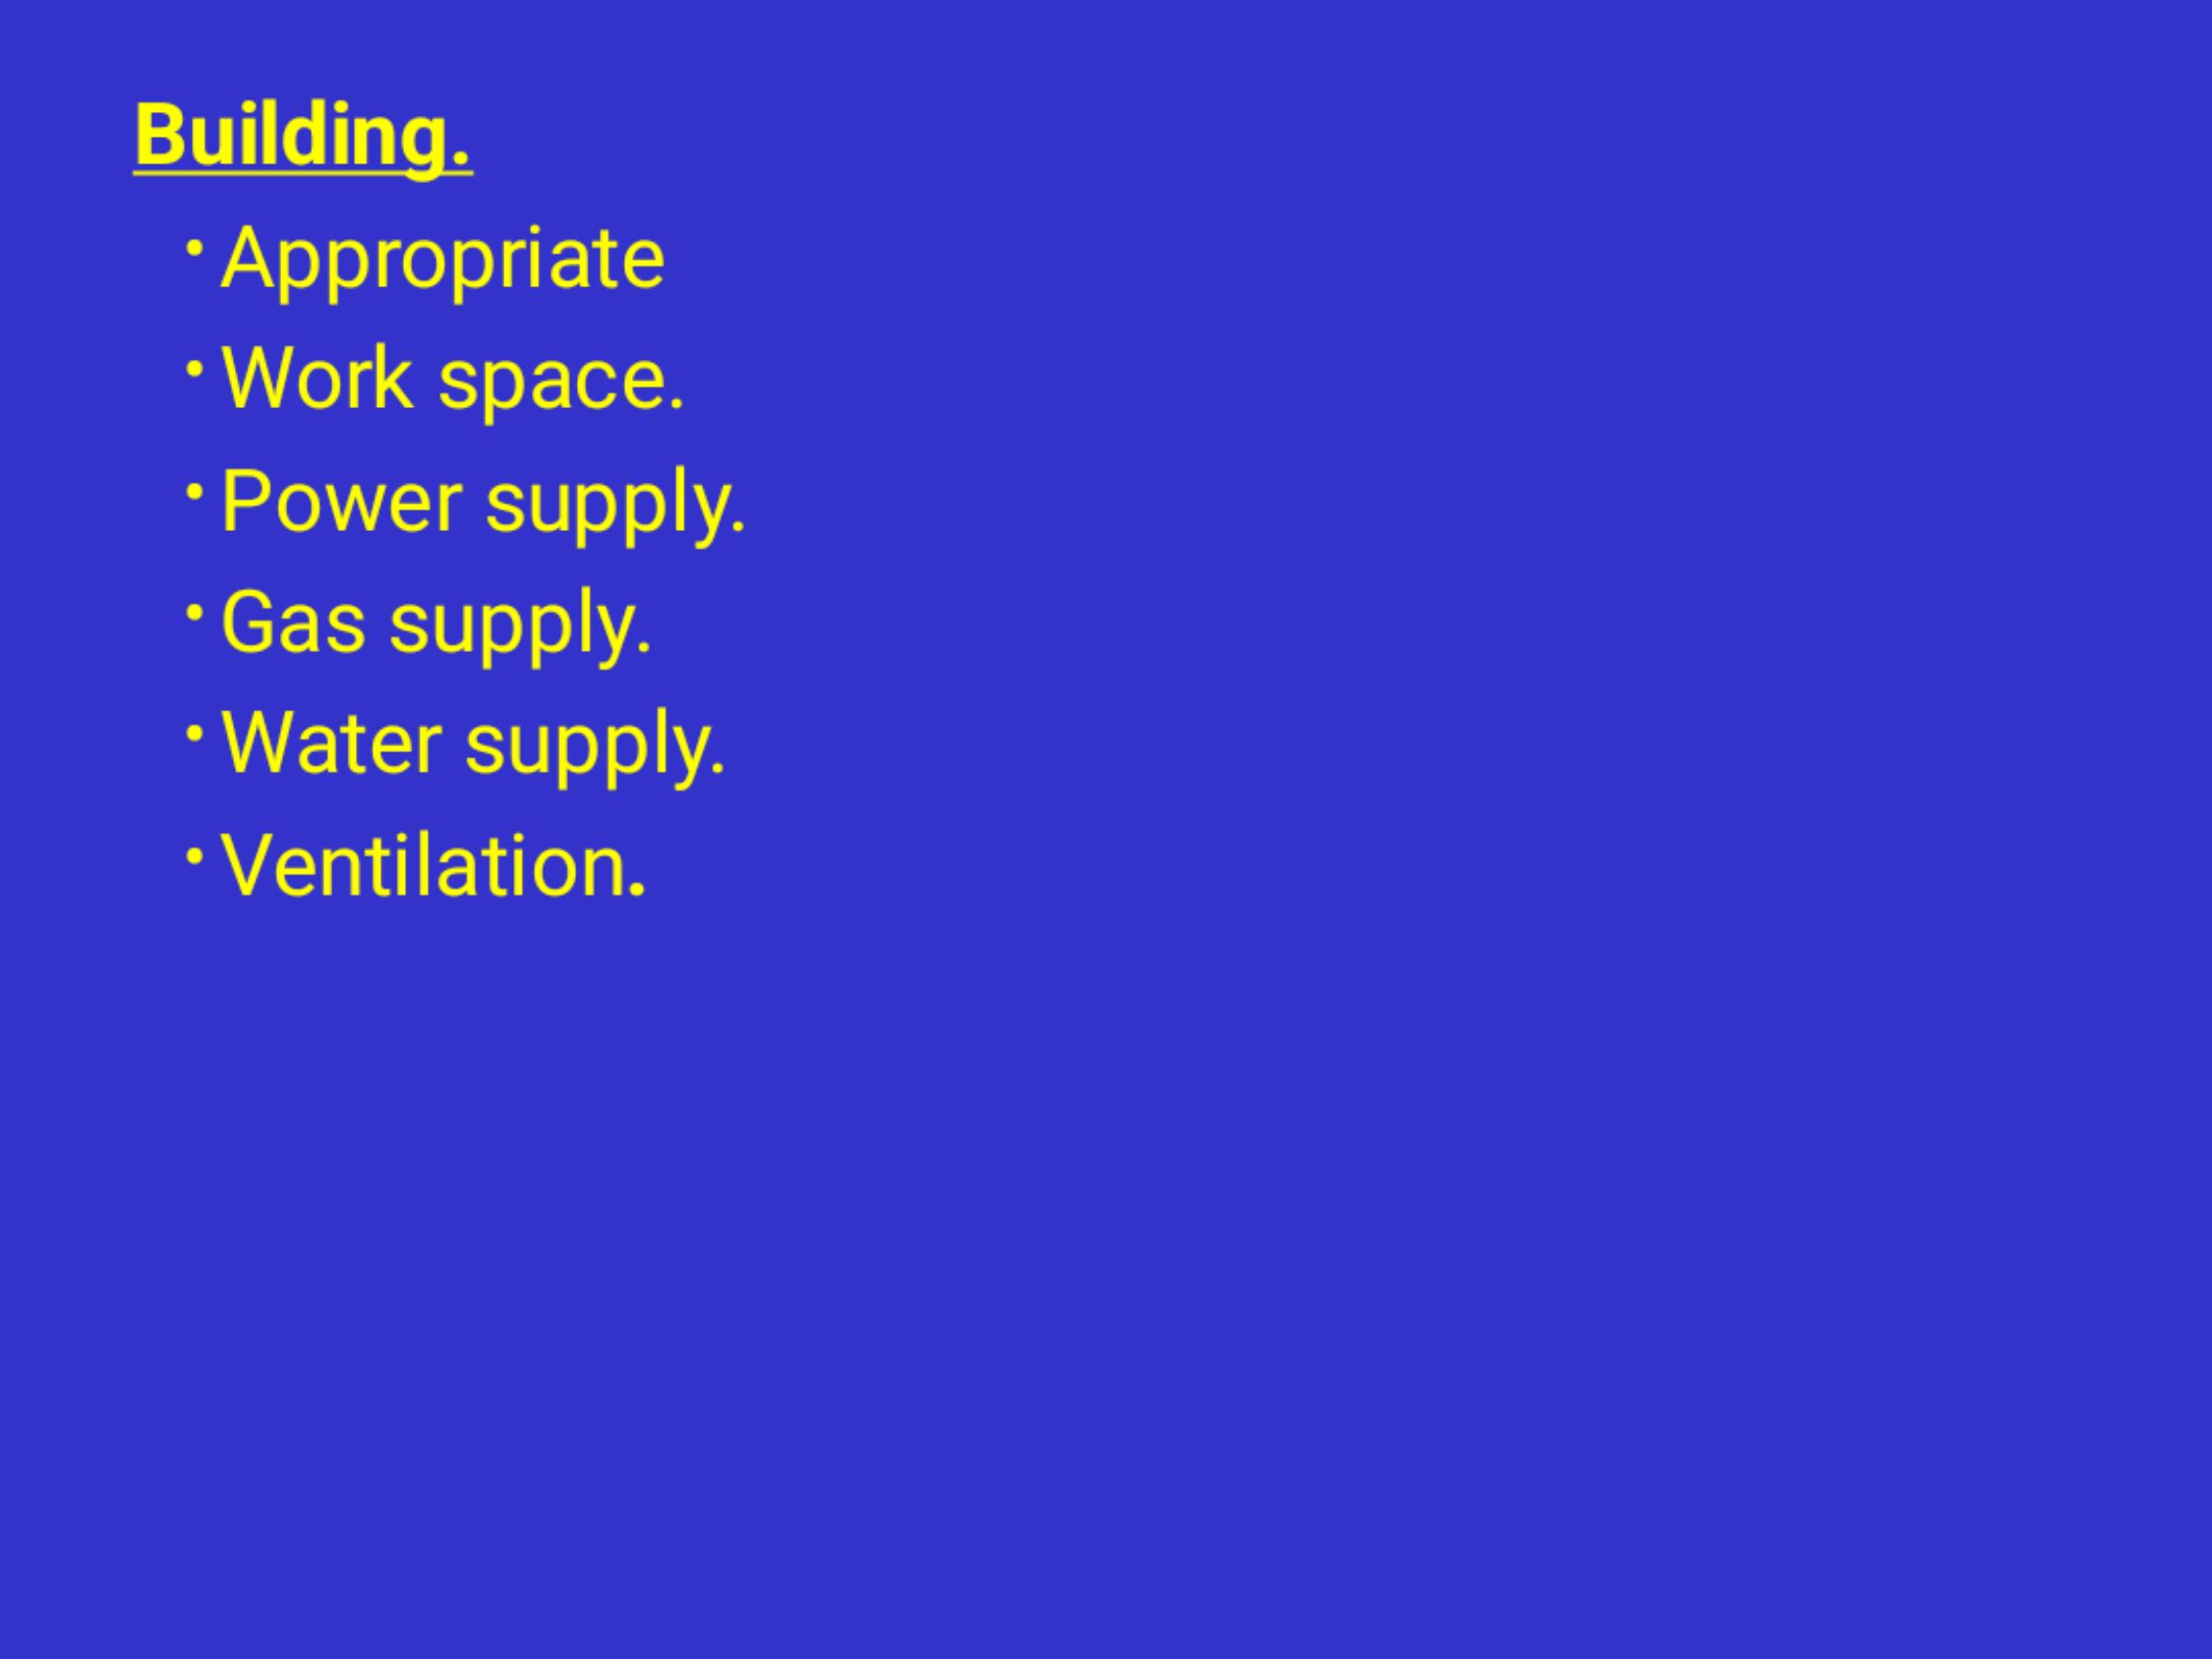 Building.
• Appropriate
• Work space.
• Power supply.
• Gas supply.
• Water supply.
• Ventilation.